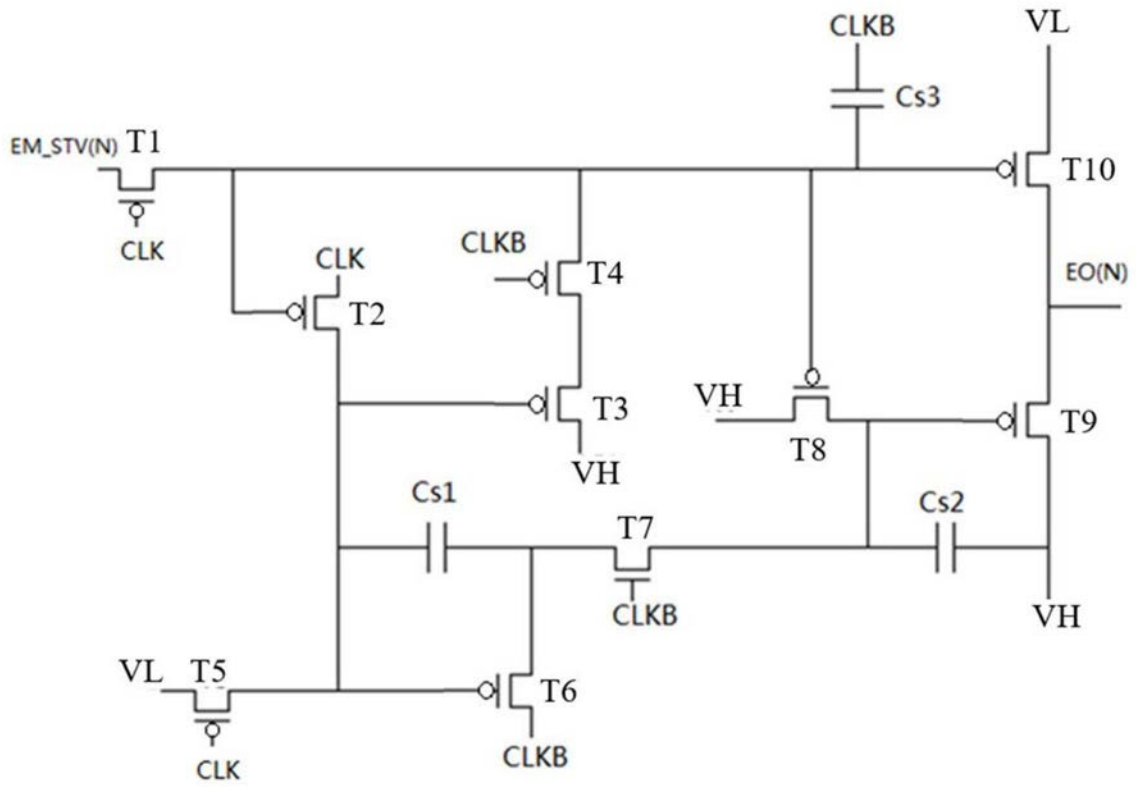 VL
CLKB
Cs3
EM_STV(N)
T1
T10
CLK
CLKB
T4
CLK
T2
EO(N)
VH
T3
T8
T9
VH
Cs1
T7
Cs2
CLKB
VH
VL
T5
T6
CLK
CLKB